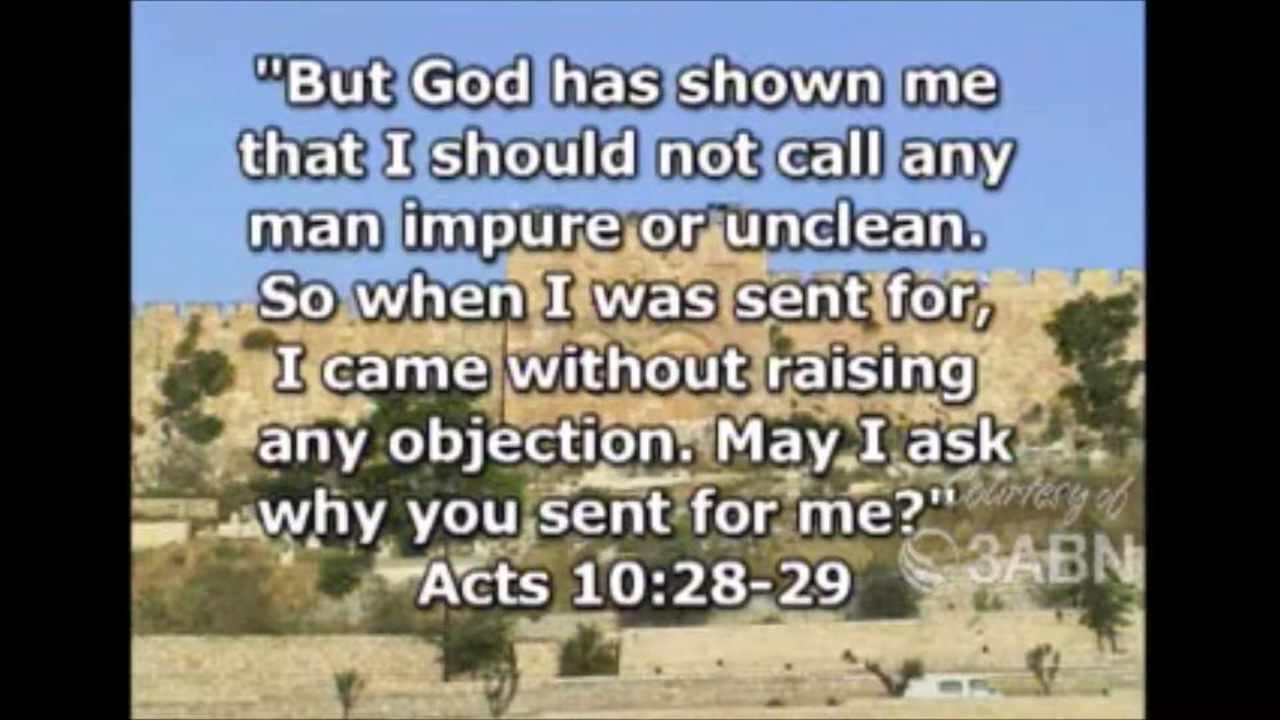 "But God has shown me
that I should not call any
man impure or unclean.
So when I was sent for,
I came without raising
any objection. May I ask
why you sent for me?"
Acts 10:28-29
Courtesy of
3ABN